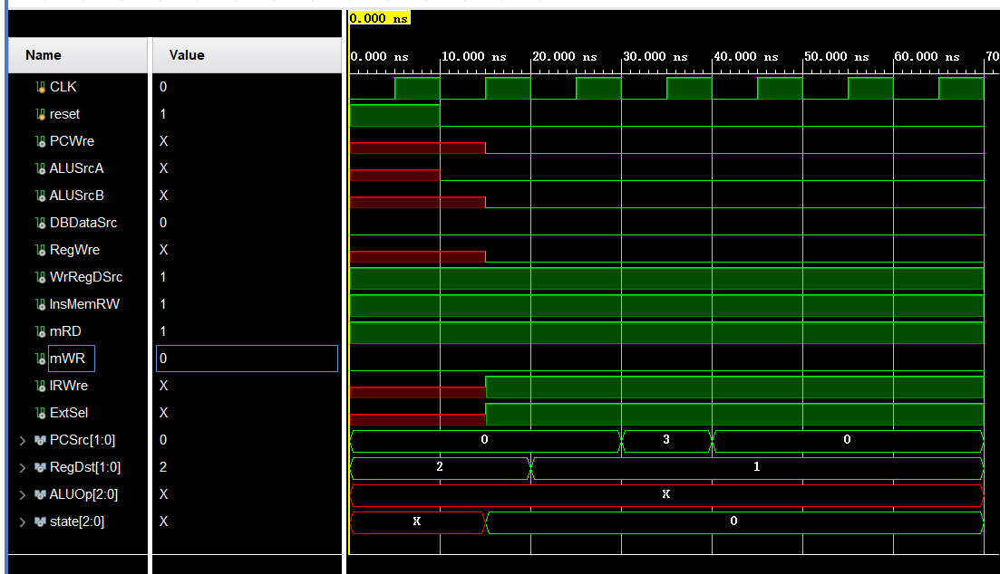 0.000 ns
Name Value
0.000 ns 10.000 ns 20.000 ns 30.000 ns 40.000 ns 50.000 ns 60.000 ns 70
CLK 0
reset 1
PCWre X
ALUSrcA X
ALUSrcB X
DBDataSrc 0
RegWre X
WrRegDSrc 1
InsMemRW 1
mRD 1
mWR 0
IRWre X
ExtSel X
PCSrc[1:0] 0 0 3 0
RegDst[1:0] 2 2 1
ALUOp[2:0] X X
state[2:0] X X 0